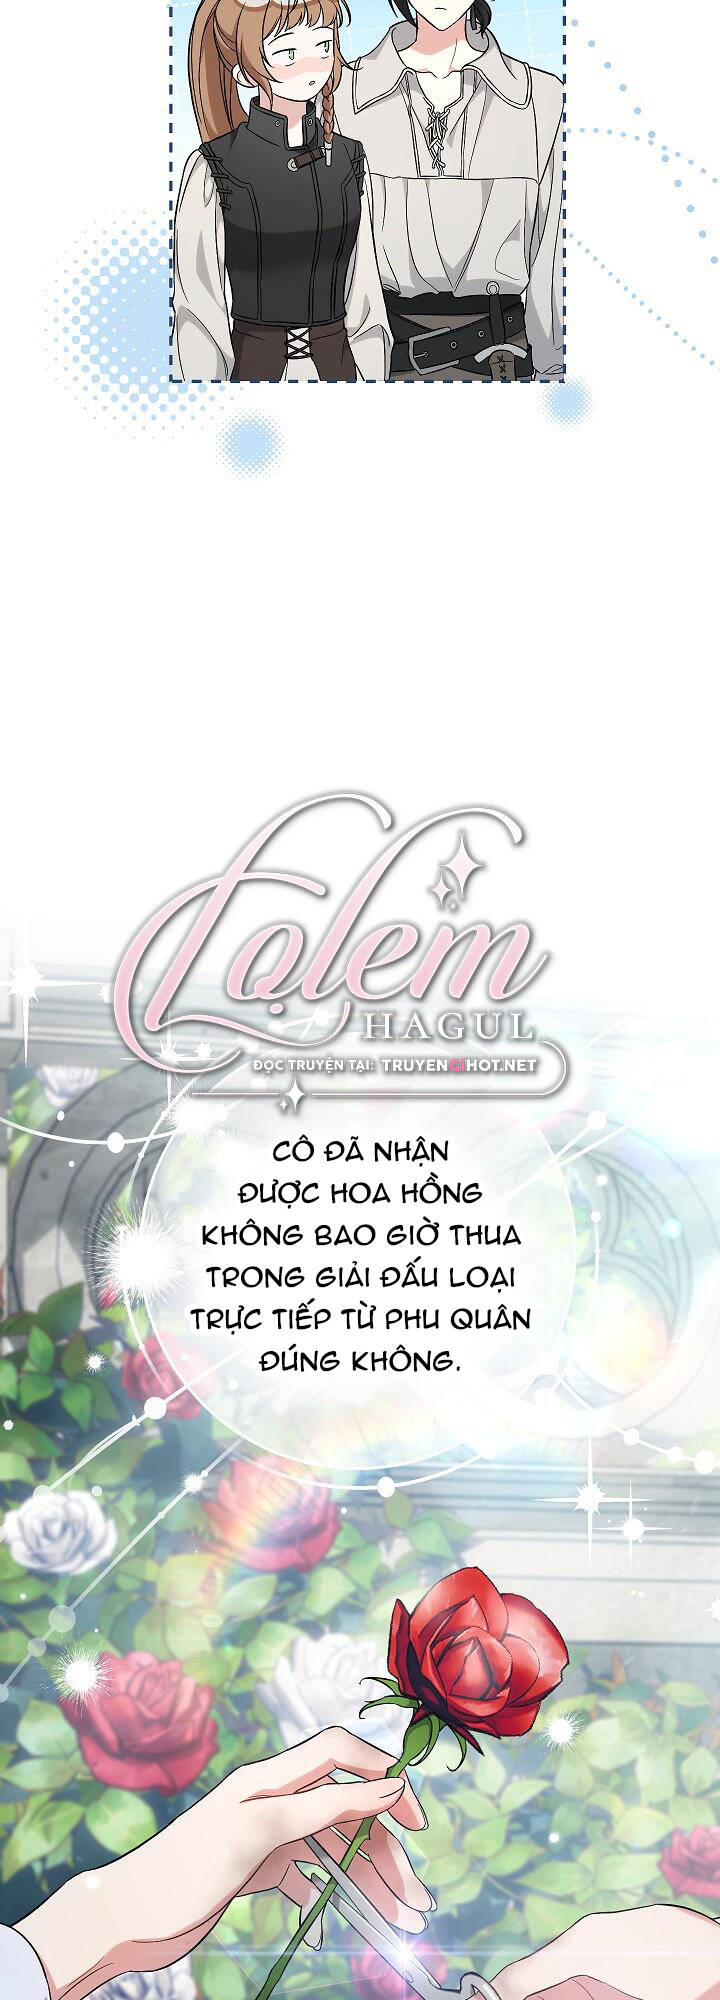 Lọlem
HAGUL
ĐỌC TRUYỆN TẠI: TRUYENGIHOT.NET
CÔ ĐÃ NHẬN
ĐƯỢC HOA HỒNG
KHÔNG BAO GIỜ THUA
TRONG GIẢI ĐẤU LOẠI
TRỰC TIẾP TỪ PHU QUÂN
ĐÚNG KHÔNG.